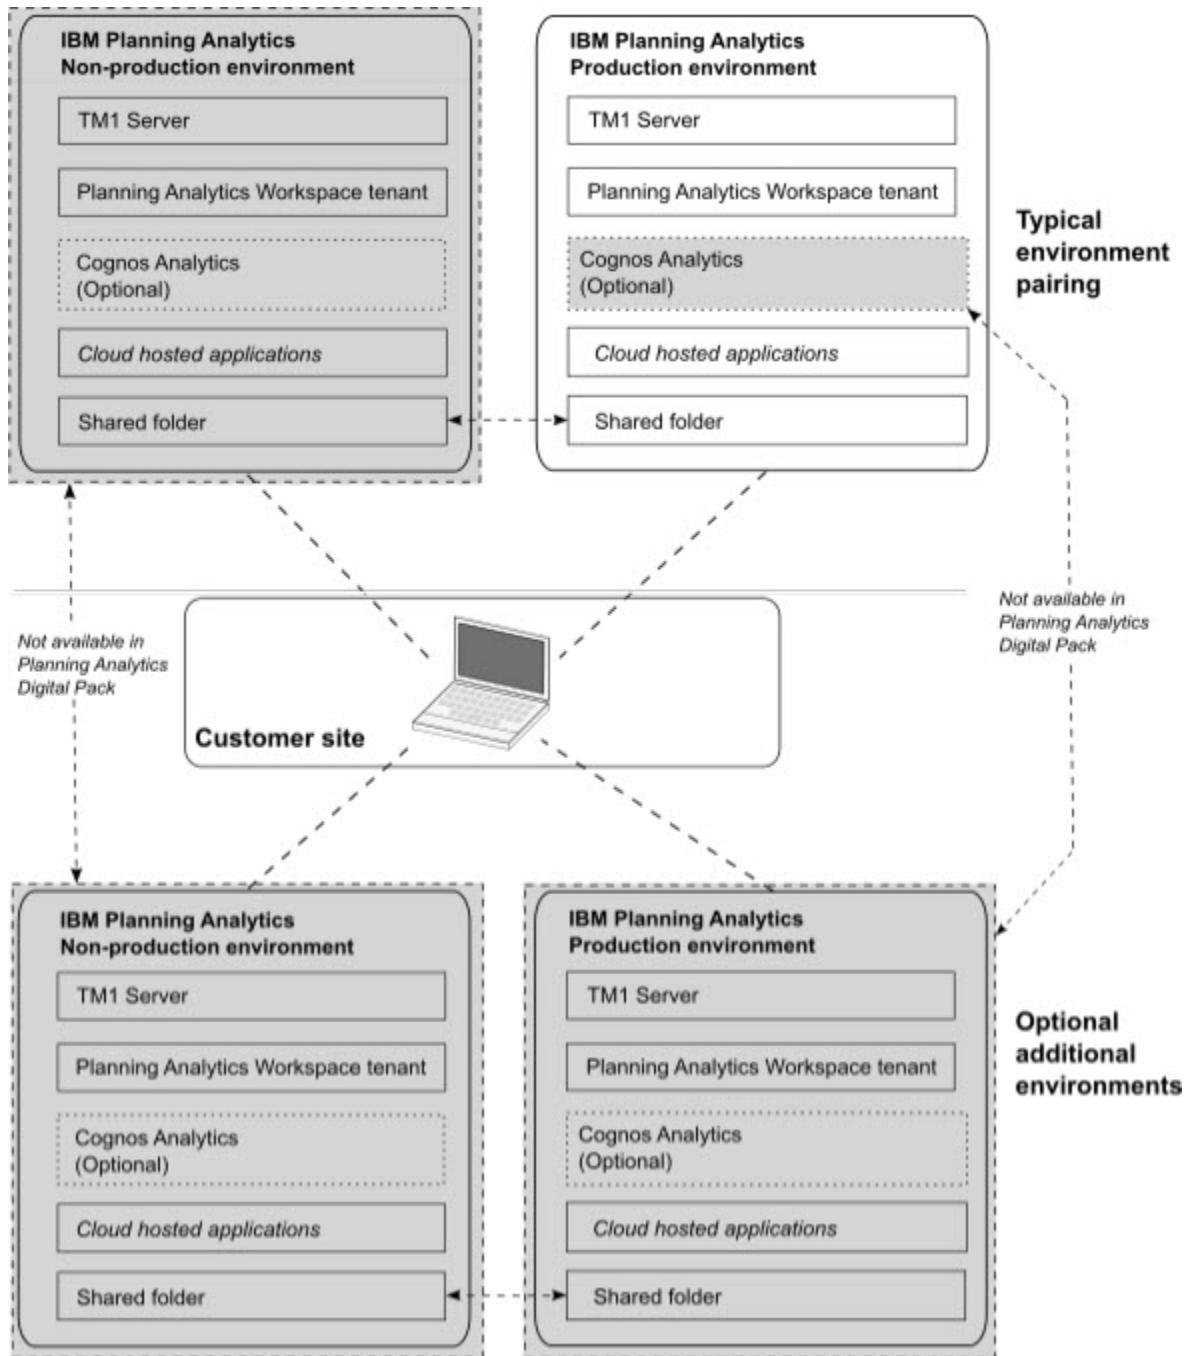 IBM Planning Analytics
Non-production environment
TM1 Server
Planning Analytics Workspace tenant
Cognos Analytics
(Optional)
Cloud hosted applications
Shared folder
IBM Planning Analytics
Production environment
TM1 Server
Planning Analytics Workspace tenant
Cognos Analytics
(Optional)
Cloud hosted applications
Shared folder
Typical
environment
pairing
Not available in
Planning Analytics
Digital Pack
Customer site
Not available in
Planning Analytics
Digital Pack
IBM Planning Analytics
Non-production environment
TM1 Server
Planning Analytics Workspace tenant
Cognos Analytics
(Optional)
Cloud hosted applications
Shared folder
IBM Planning Analytics
Production environment
TM1 Server
Planning Analytics Workspace tenant
Cognos Analytics
(Optional)
Cloud hosted applications
Shared folder
Optional
additional
environments